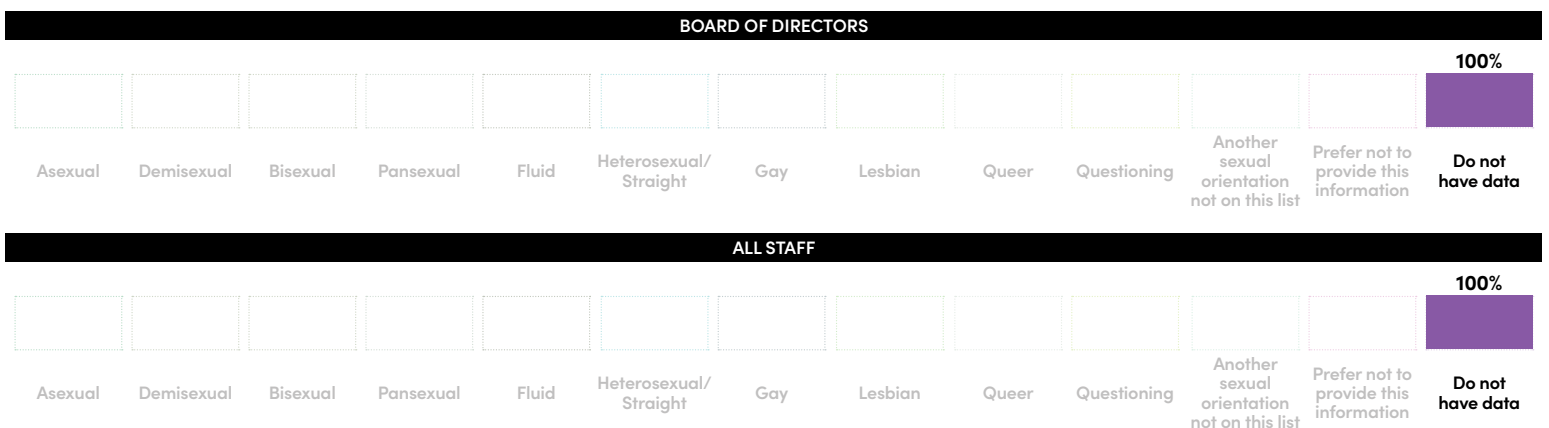 BOARD OF DIRECTORS
100%
Asexual
Demisexual
Bisexual
Pansexual
Fluid
Heterosexual/
Straight
Gay
Lesbian
Queer
Questioning
Another
sexual
orientation
not on this list
Prefer not to
provide this
information
Do not
have data
ALL STAFF
100%
Asexual
Demisexual
Bisexual
Pansexual
Fluid
Heterosexual/
Straight
Gay
Lesbian
Queer
Questioning
Another
sexual
orientation
not on this list
Prefer not to
provide this
information
Do not
have data